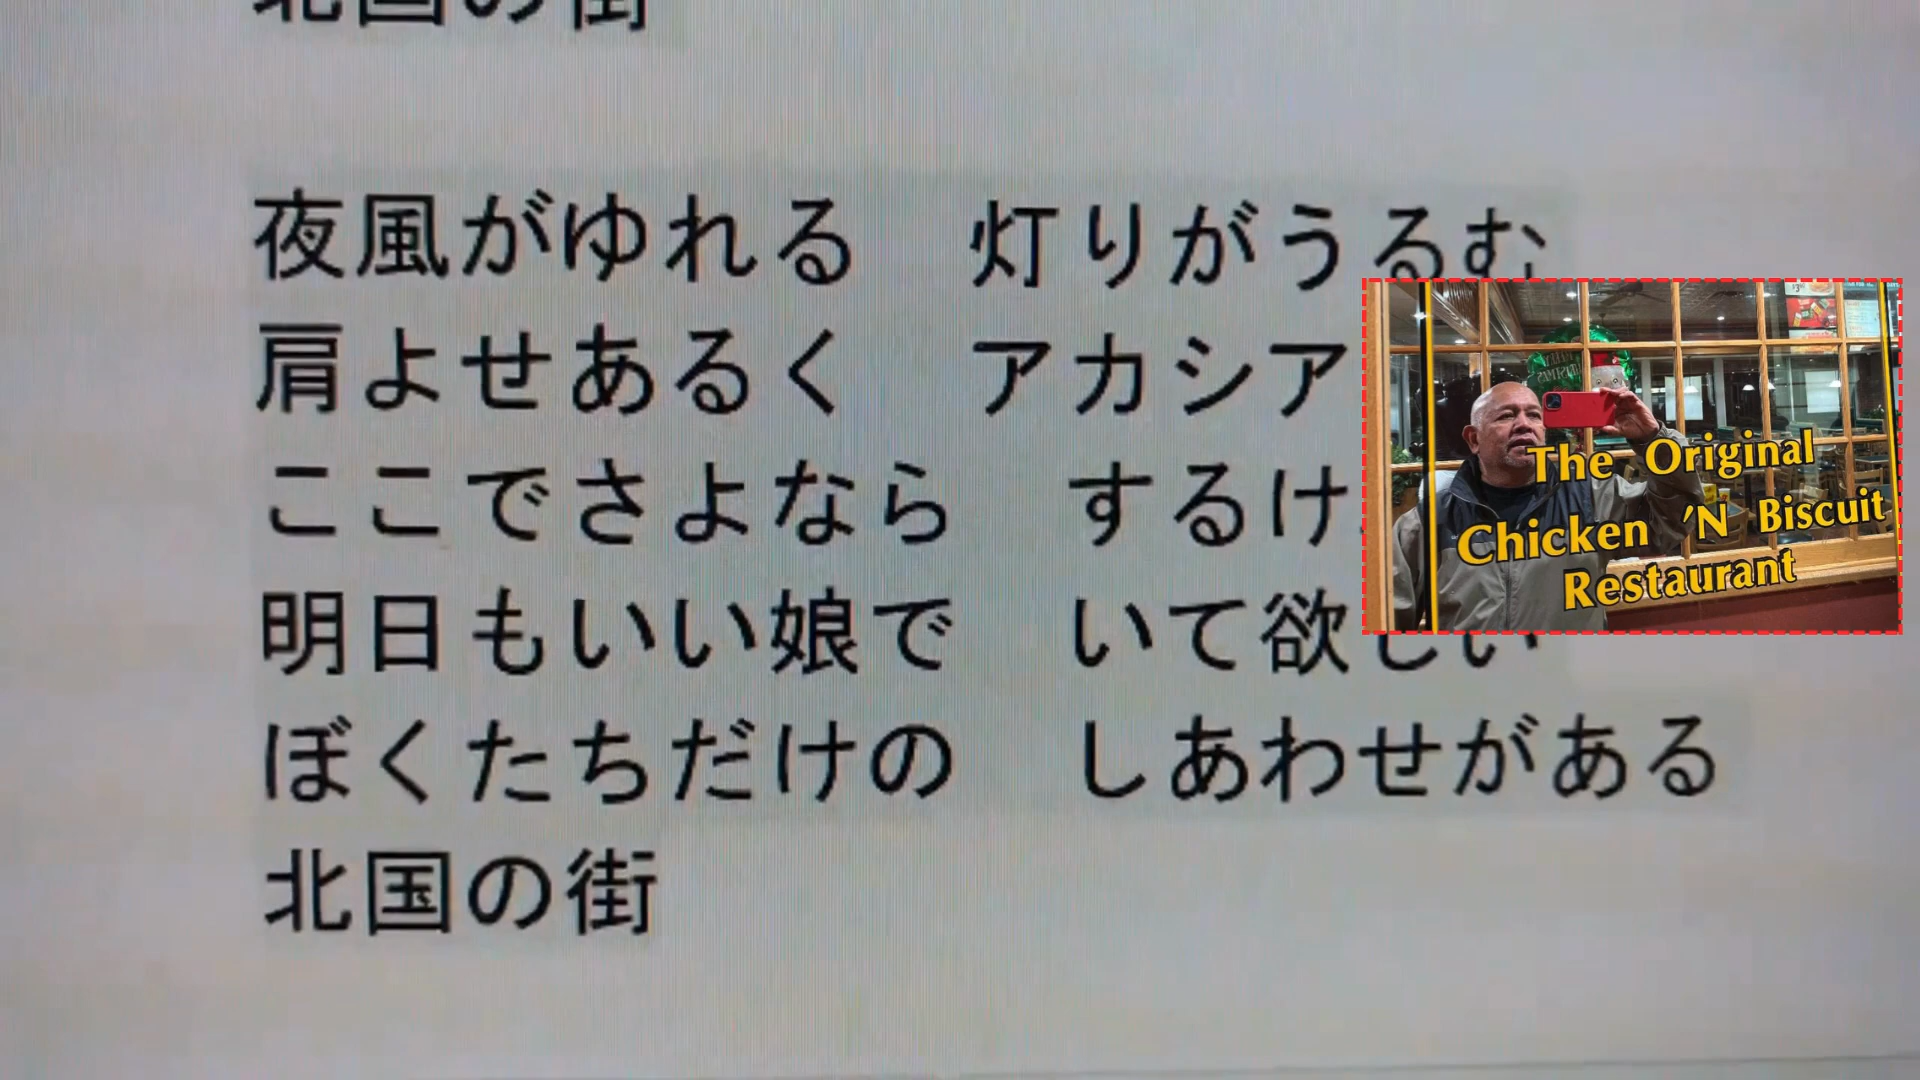 北国の街
夜風がゆれる　灯りがうるむ
肩よせあるく　アカシア
ここでさよなら　するけ
明日もいい娘で　いて欲しい
ぼくたちだけの　しあわせがある
北国の街
The Original
Chicken 'N Biscuit
Restaurant